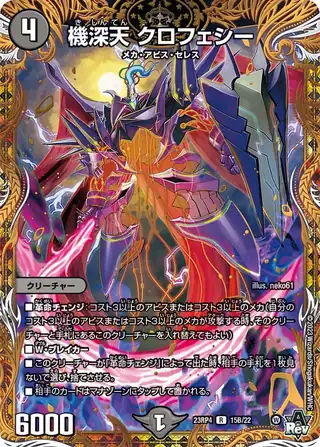 4
きしんてん
機深天 クロフェシー
メカ・アビス・セレス
illus. neko61
クリーチャー
■革命チェンジ:コスト3以上のアビスまたはコスト3以上のメカ(自分の
コスト3以上のアビスまたはコスト3以上のメカが攻撃する時、そのクリー
チャーと手札にあるこのクリーチャーを入れ替えてもよい)
■W・ブレイカー
■このクリーチャーが「革命チェンジ」によって出た時、相手の手札を1枚見
ないで選び、捨てさせる。
■相手のカードはマナゾーンにタップして置かれる。
6000
1
23RP4 R 15B/22
W
Rev